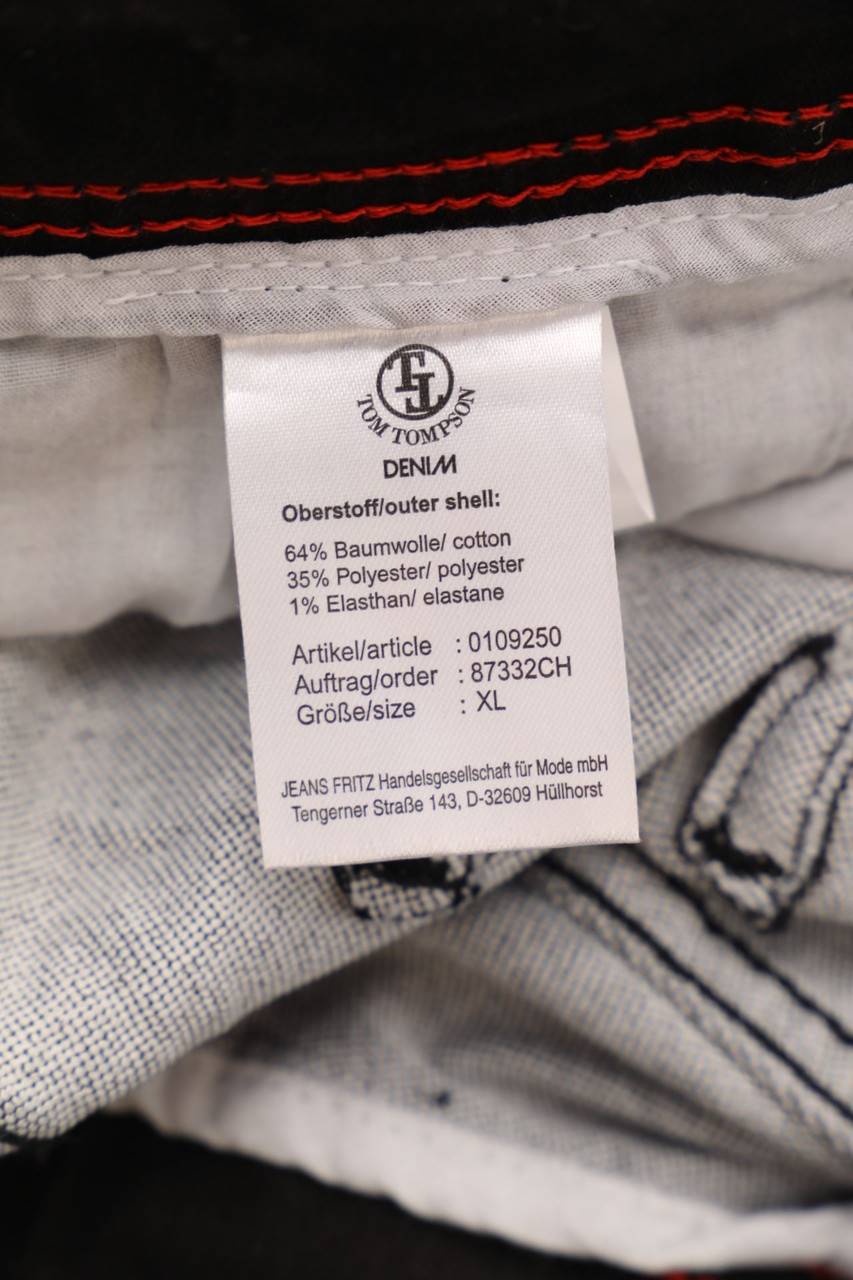 TT
TOM TOMPSON
DENIM
Oberstoff/outer shell:
64% Baumwolle/ cotton
35% Polyester/ polyester
1% Elasthan/ elastane
Artikel/article : 0109250
Auftrag/order : 87332CH
Größe/size : XL
JEANS FRITZ Handelsgesellschaft für Mode mbH
Tengerner Straße 143, D-32609 Hüllhorst